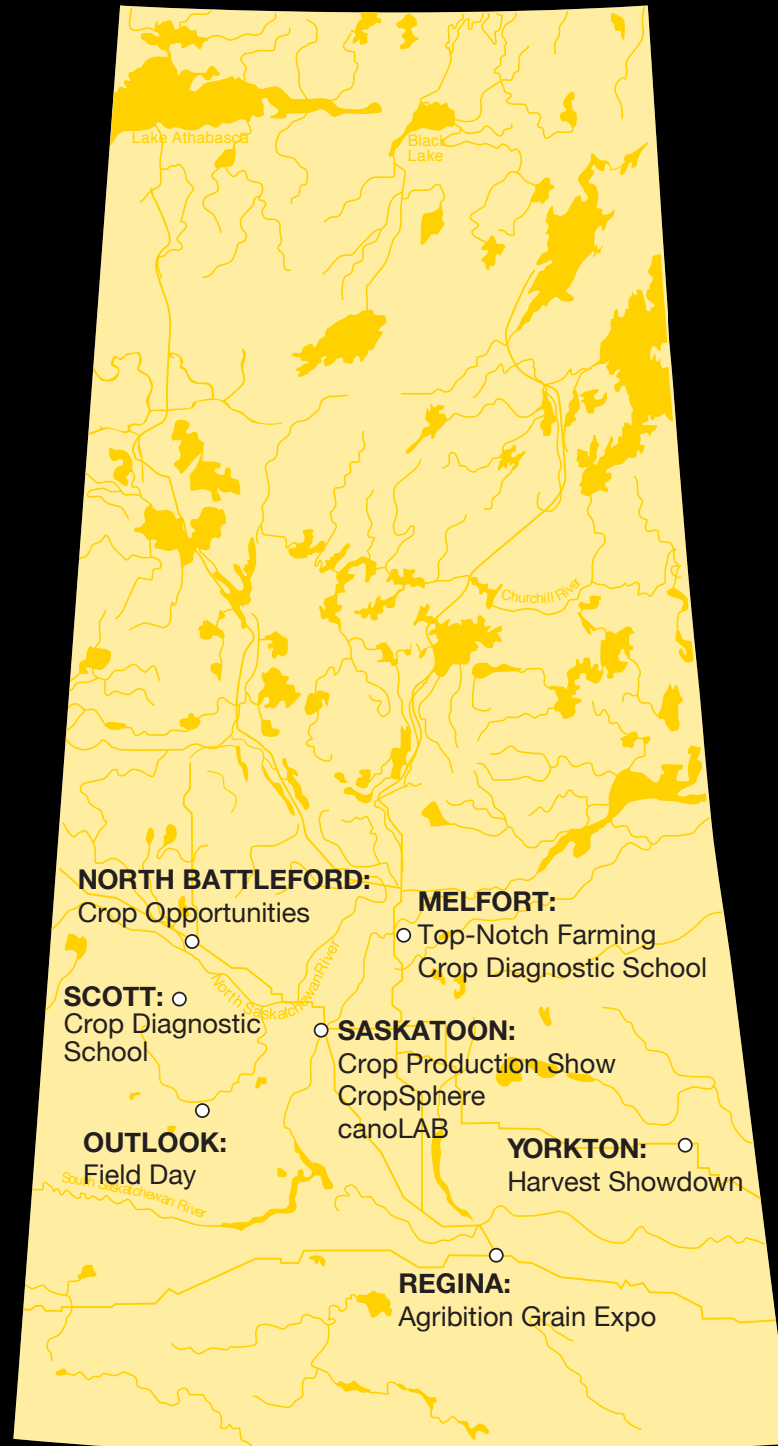 Lake Athabasca
Black
Lake
Churchill River
NORTH BATTLEFORD:
Crop Opportunities
MELFORT:
Top-Notch Farming
Crop Diagnostic School
North Saskatchewan River
SCOTT:
Crop Diagnostic
School
SASKATOON:
Crop Production Show
CropSphere
canoLAB
OUTLOOK:
Field Day
YORKTON:
Harvest Showdown
South Saskatchewan River
REGINA:
Agribition Grain Expo